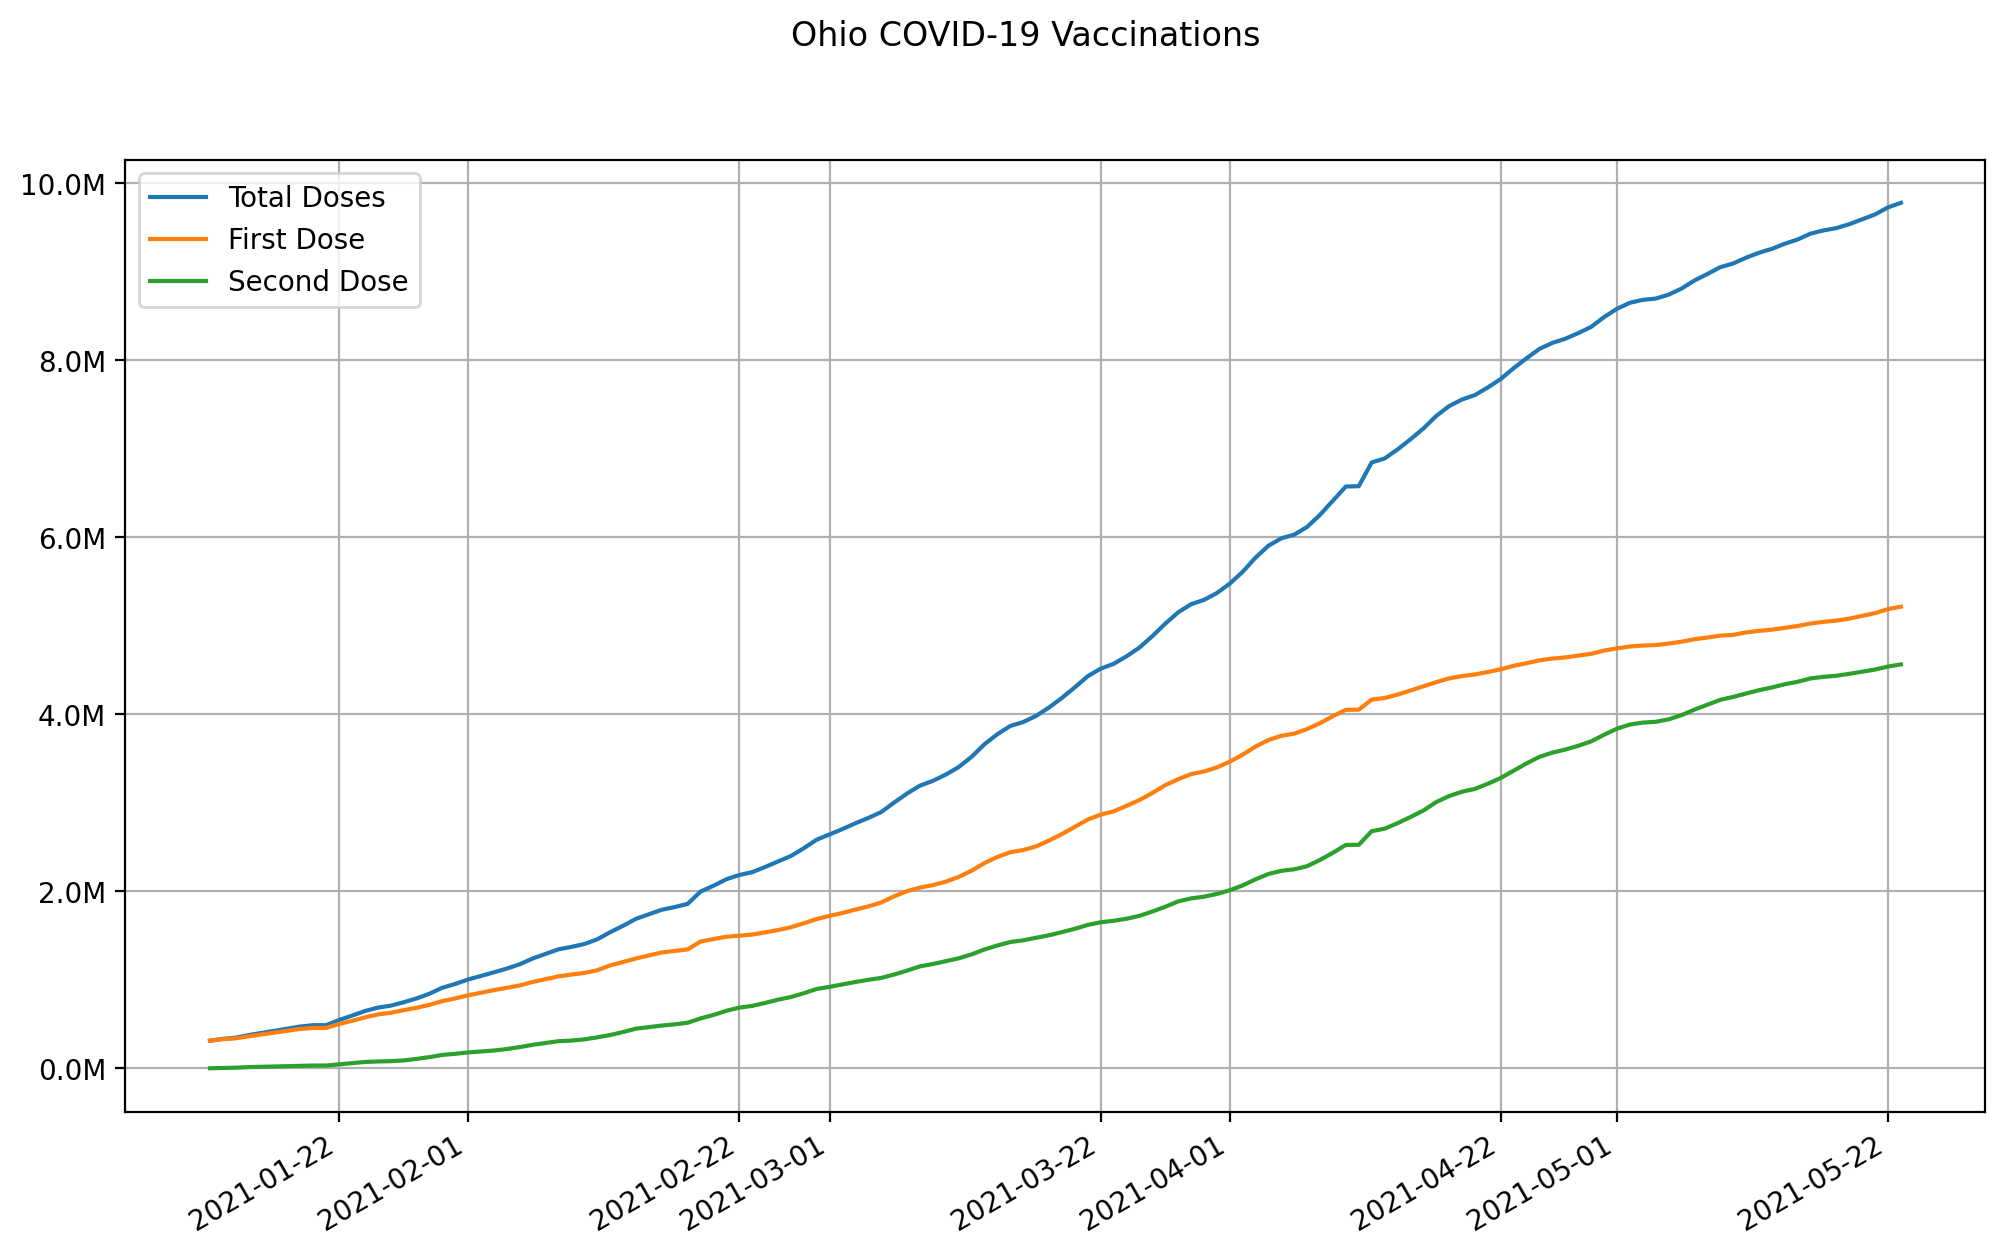 Ohio COVID-19 Vaccinations
10.0M
8.0M
6.0M
4.0M
2.0M
0.0M
Total Doses
First Dose
Second Dose
2021-01-22
2021-02-01
2021-02-22
2021-03-01
2021-03-22
2021-04-01
2021-04-22
2021-05-01
2021-05-22